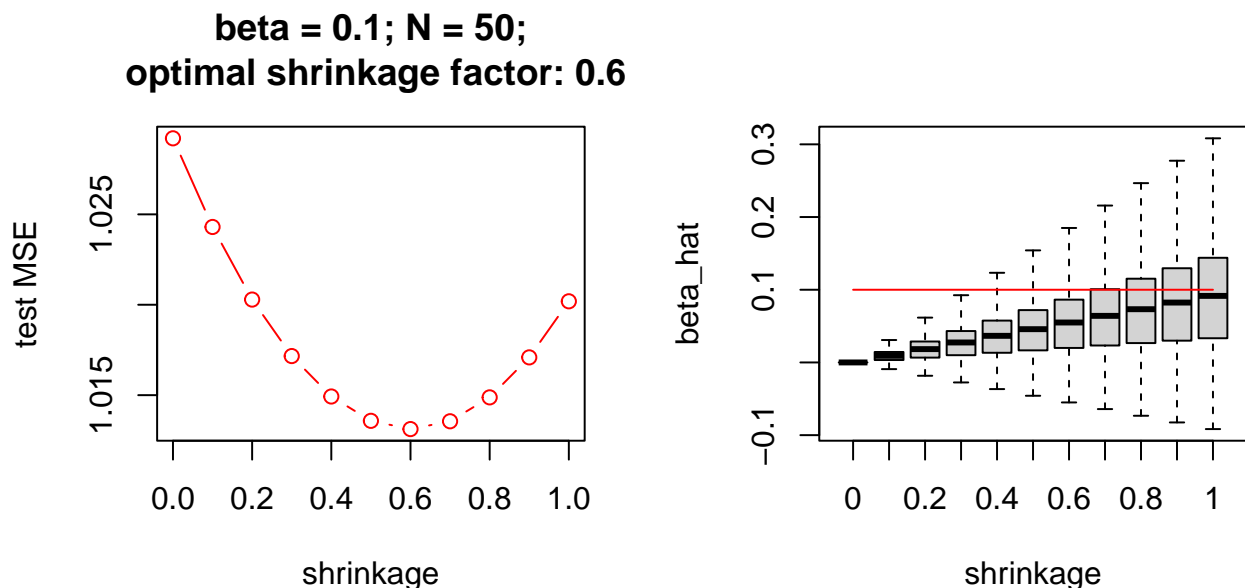 beta = 0.1; N = 50;
optimal shrinkage factor: 0.6
test MSE
1.025
1.015
0.0 0.2 0.4 0.6 0.8 1.0
shrinkage
beta_hat
0.3
0.2
0.1
−0.1
0 0.2 0.4 0.6 0.8 1
shrinkage